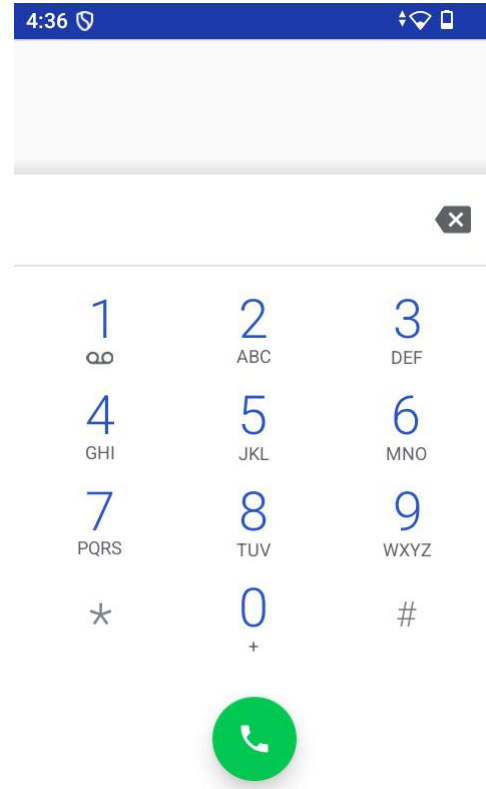 4:36
1 2 3
ABC DEF
4 5 6
GHI JKL MNO
7 8 9
PQRS TUV WXYZ
* 0 #
+